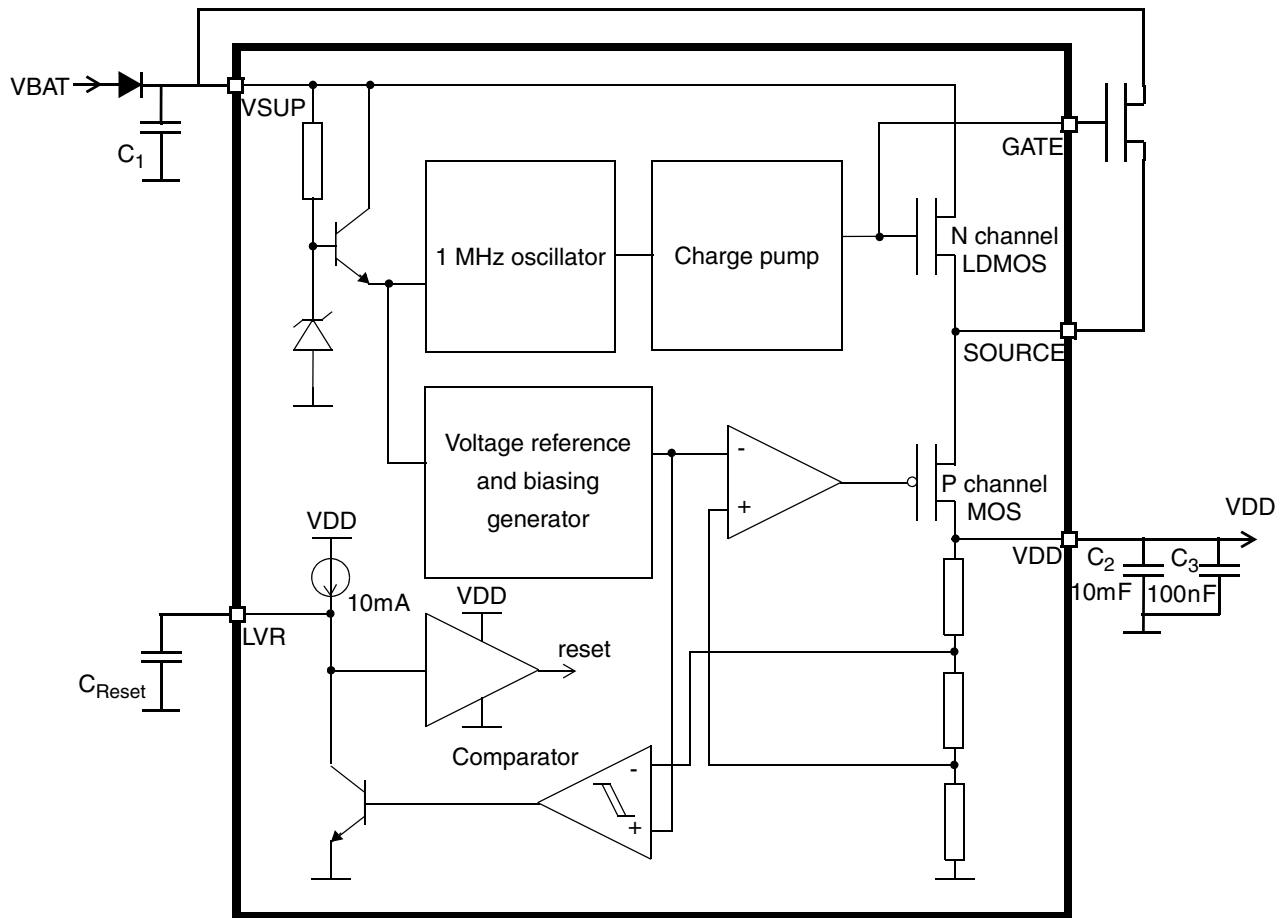 VBAT
VSUP
C1
GATE
1 MHz oscillator
Charge pump
N channel
LDMOS
SOURCE
Voltage reference
and biasing
generator
-
+
P channel
MOS
VDD
VDD
C2
C3
10mF
100nF
VDD
10mA
VDD
LVR
reset
CReset
Comparator
-
+